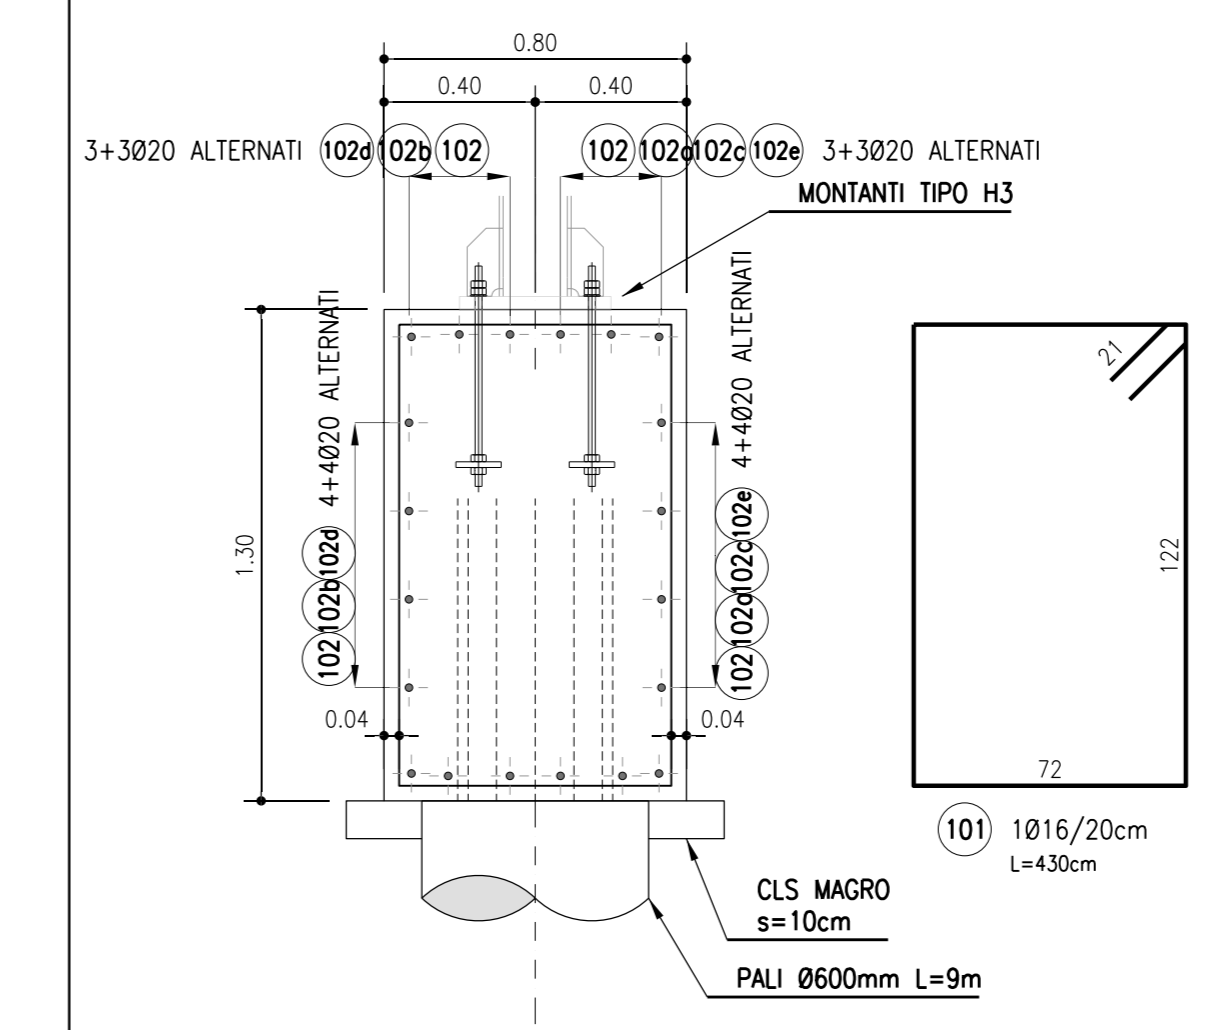 0.80
0.40
0.40
3+3Ø20 ALTERNATI 102d 102b 102
102 102a 102c 102e 3+3Ø20 ALTERNATI
MONTANTI TIPO H3
102 102b 102d 4+4Ø20 ALTERNATI
102 102a 102c 102e 4+4Ø20 ALTERNATI
1.30
0.04
0.04
21
122
72
101 1Ø16/20cm
L=430cm
CLS MAGRO
s=10cm
PALI Ø600mm L=9m